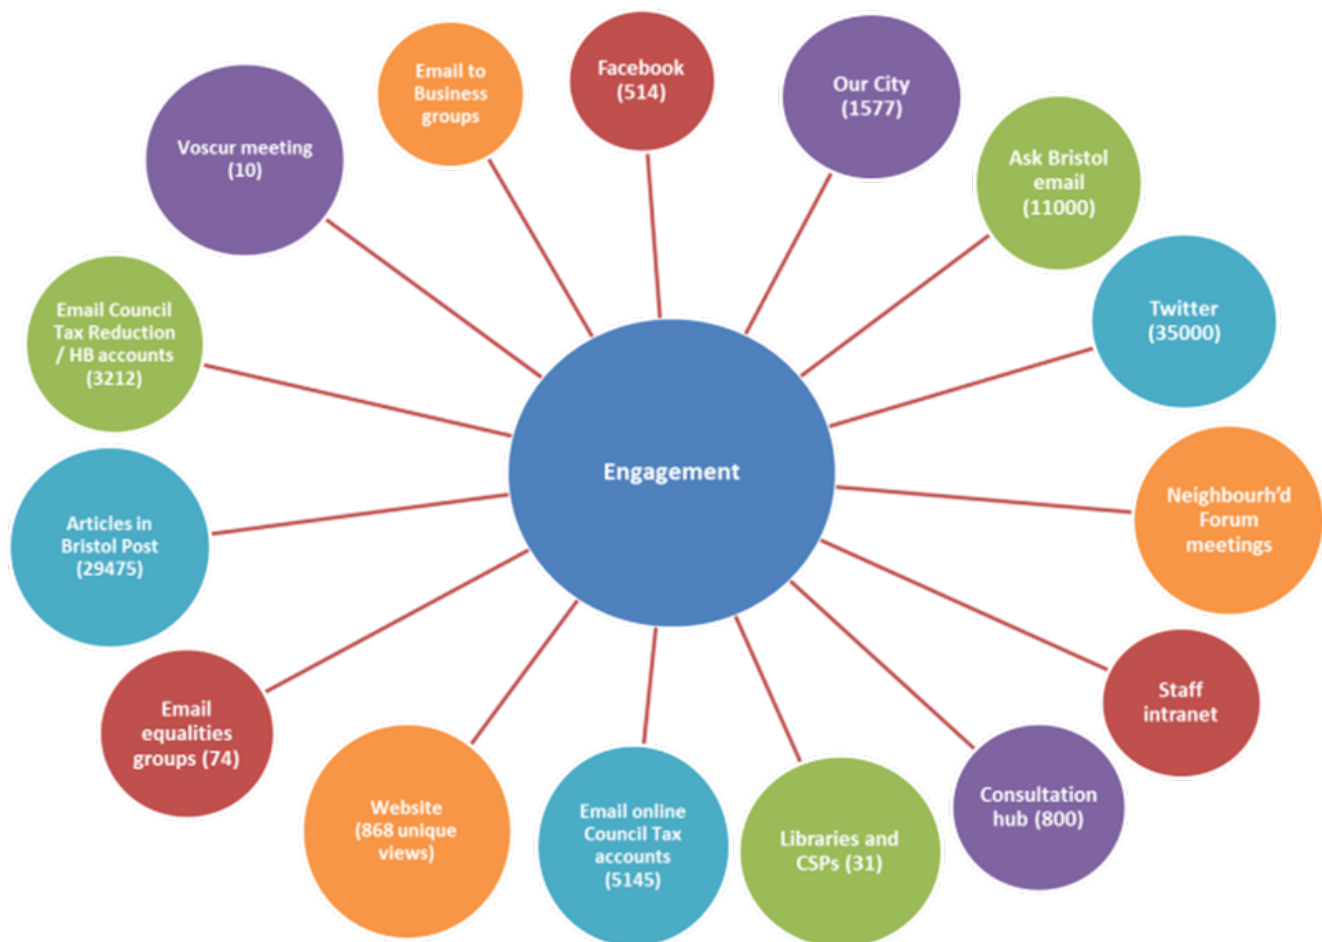 Facebook
(514)
Our City
(1577)
Ask Bristol
email
(11000)
Twitter
(35000)
Neighbourh'd
Forum
meetings
Staff
intranet
Consultation
hub (800)
Libraries and
CSPs (31)
Email online
Council Tax
accounts
(5145)
Website
(868 unique
views)
Email
equalities
groups (74)
Articles in
Bristol Post
(29475)
Email Council
Tax Reduction
/ HB accounts
(3212)
Voscur meeting
(10)
Email to
Business
groups
Engagement